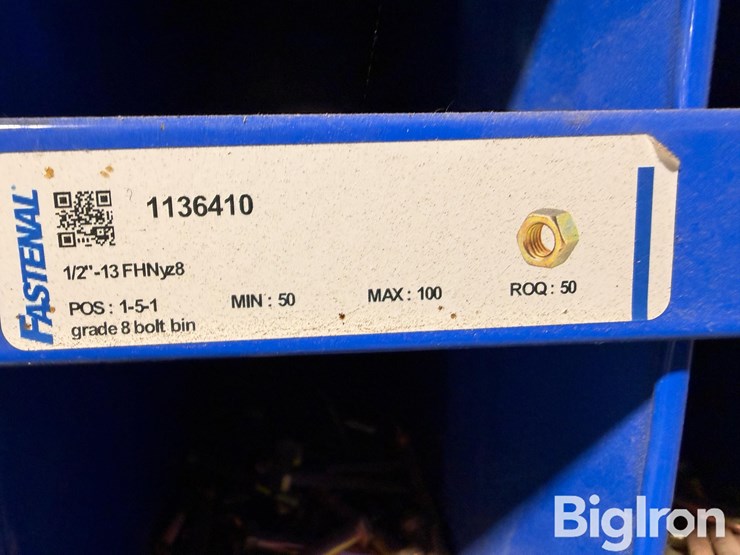 FASTENAL®
1136410
1/2"-13 FHNyz8
POS : 1-5-1 MIN : 50 MAX : 100 ROQ : 50
grade 8 bolt bin
BigIron